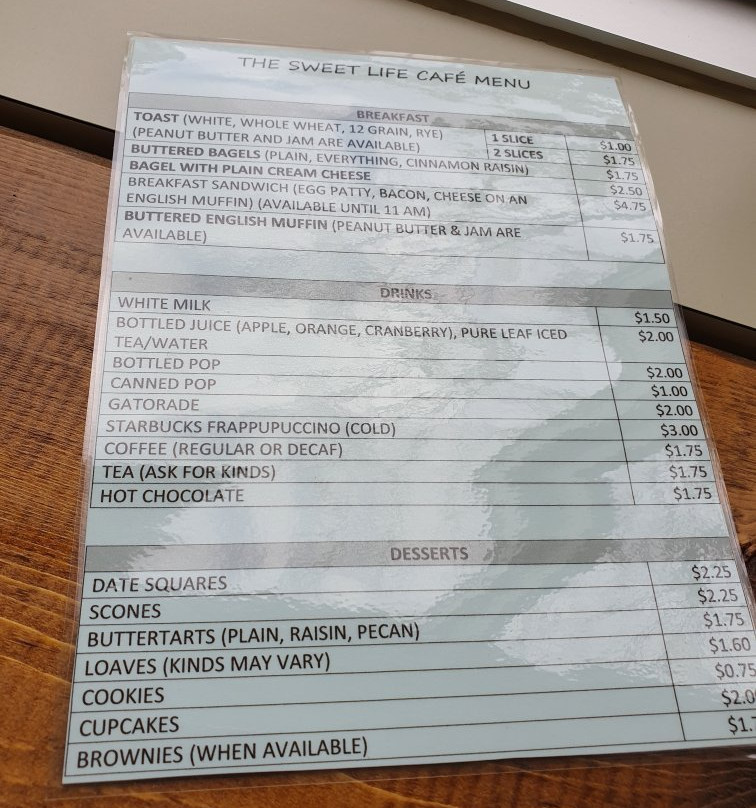 THE SWEET LIFE CAFÉ MENU
BREAKFAST
TOAST (WHITE, WHOLE WHEAT, 12 GRAIN, RYE)
(PEANUT BUTTER AND JAM ARE AVAILABLE) 1 SLICE $1.00
2 SLICES $1.75
BUTTERED BAGELS (PLAIN, EVERYTHING, CINNAMON RAISIN) $1.75
BAGEL WITH PLAIN CREAM CHEESE $2.50
BREAKFAST SANDWICH (EGG PATTY, BACON, CHEESE ON AN $4.75
ENGLISH MUFFIN) (AVAILABLE UNTIL 11 AM)
BUTTERED ENGLISH MUFFIN (PEANUT BUTTER & JAM ARE $1.75
AVAILABLE)
DRINKS
WHITE MILK $1.50
BOTTLED JUICE (APPLE, ORANGE, CRANBERRY), PURE LEAF ICED $2.00
TEA/WATER
BOTTLED POP $2.00
CANNED POP $1.00
GATORADE $2.00
STARBUCKS FRAPPUPUCCINO (COLD) $3.00
COFFEE (REGULAR OR DECAF) $1.75
TEA (ASK FOR KINDS) $1.75
HOT CHOCOLATE $1.75
DESSERTS
DATE SQUARES $2.25
SCONES $2.25
BUTTERTARTS (PLAIN, RAISIN, PECAN) $1.75
LOAVES (KINDS MAY VARY) $1.60
COOKIES $0.75
CUPCAKES $2.0
BROWNIES (WHEN AVAILABLE) $1.